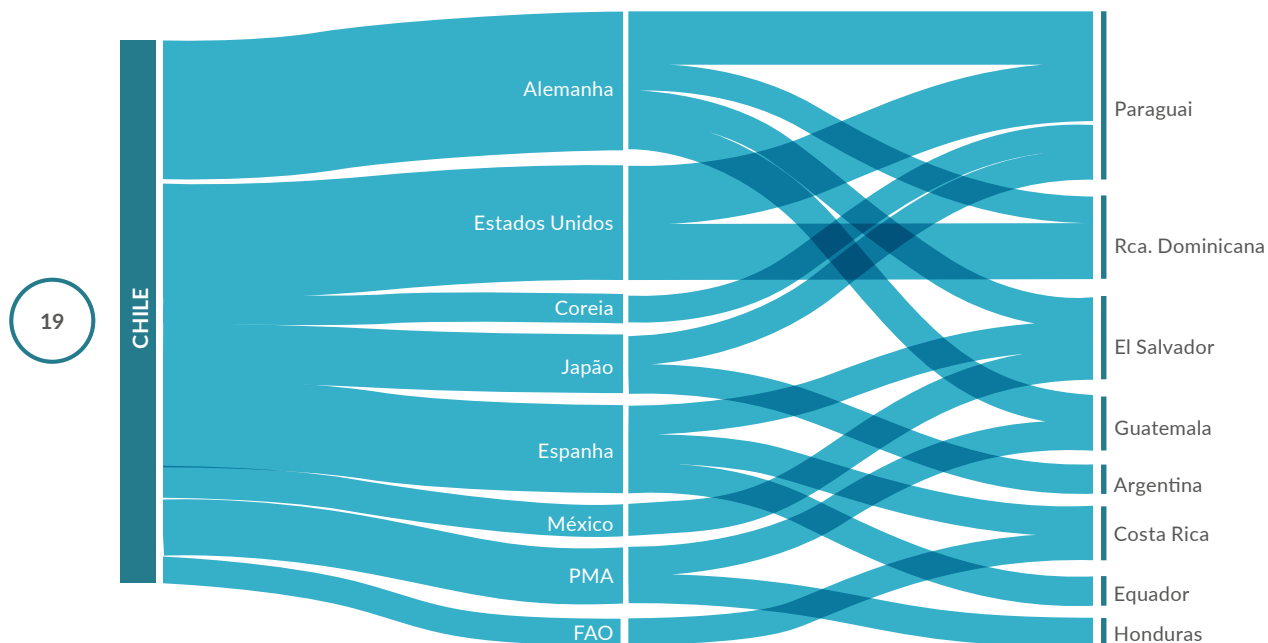 19
CHILE
Alemanha
Estados Unidos
Coreia
Japão
Espanha
México
PMA
FAO
Paraguai
Rca. Dominicana
El Salvador
Guatemala
Argentina
Costa Rica
Equador
Honduras